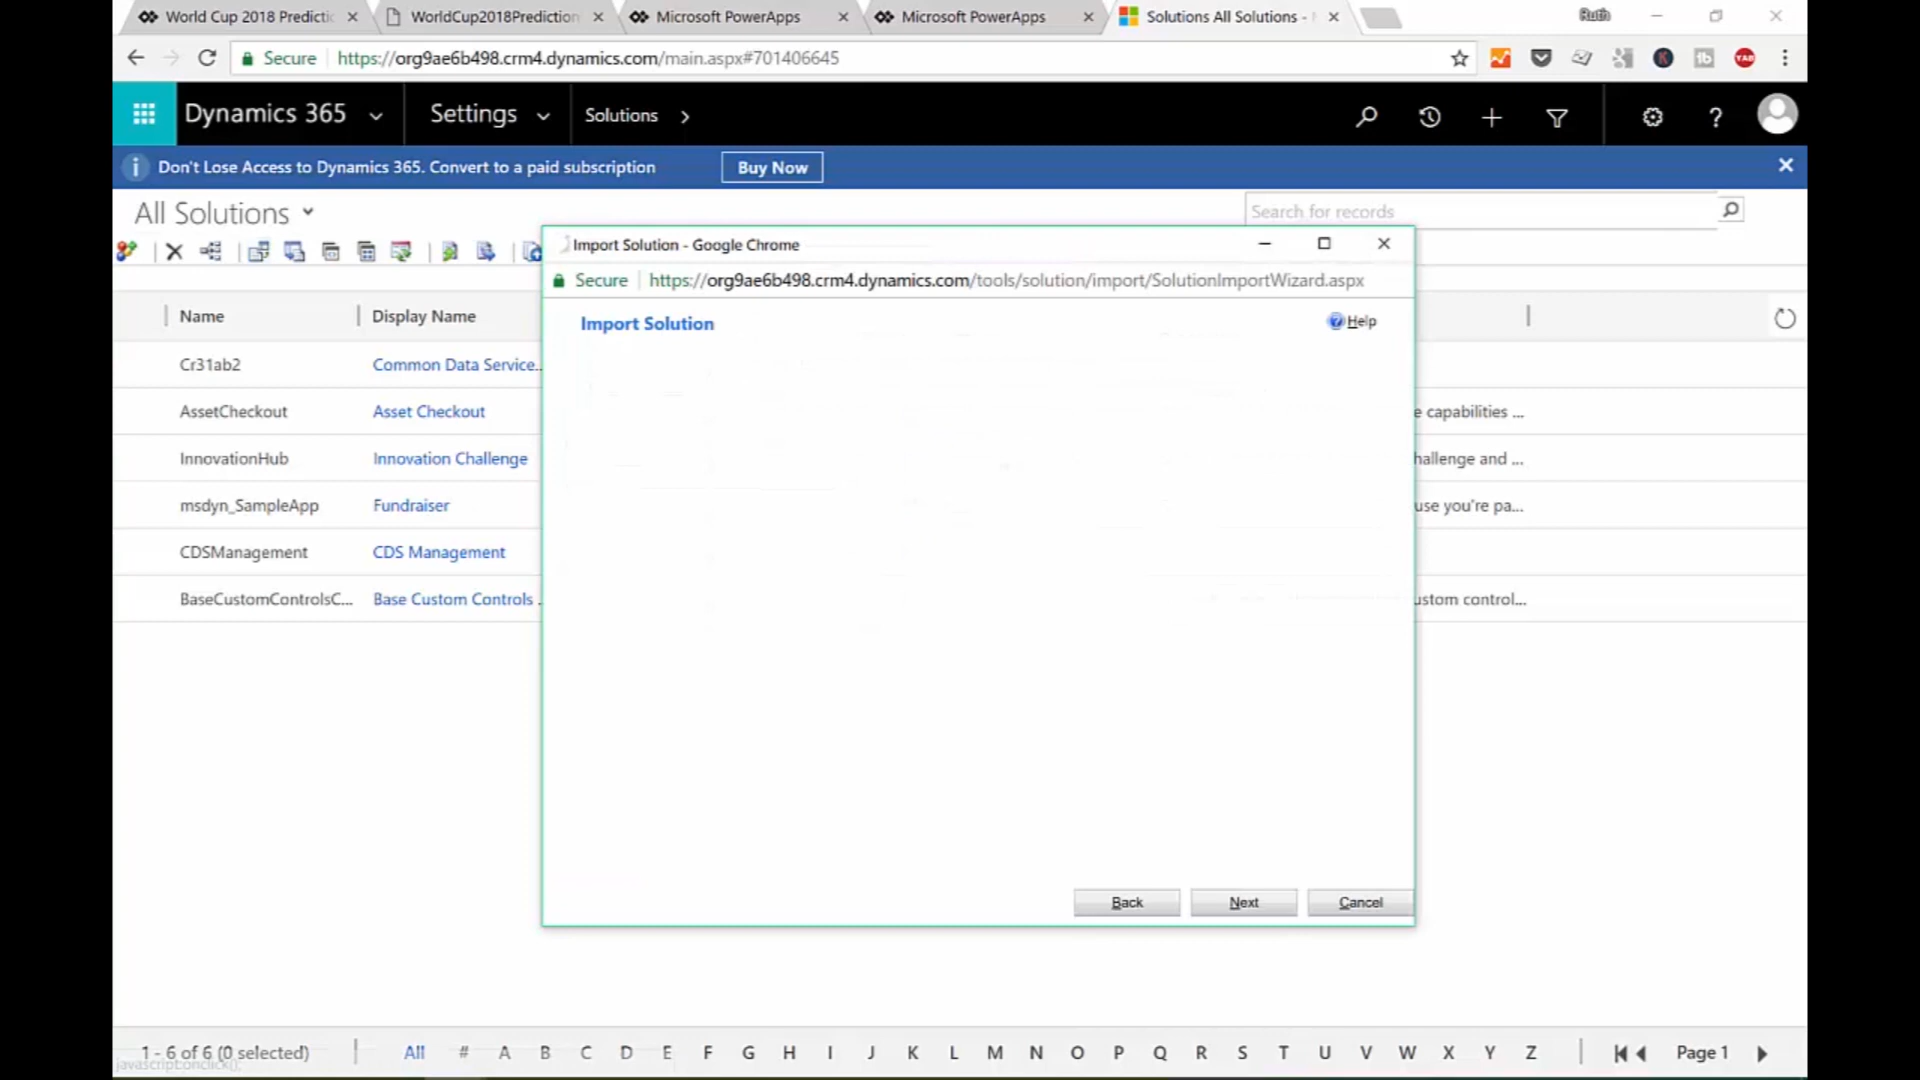 World Cup 2018 Predictic
WorldCup2018Prediction
Microsoft PowerApps
Microsoft PowerApps
Solutions All Solutions -
Ruth
Secure
https://org9ae6b498.crm4.dynamics.com/main.aspx#701406645
Dynamics 365
Settings
Solutions
Don't Lose Access to Dynamics 365. Convert to a paid subscription
Buy Now
All Solutions
Search for records
Import Solution - Google Chrome
Secure
https://org9ae6b498.crm4.dynamics.com/tools/solution/import/SolutionImportWizard.aspx
Import Solution
Help
Name
Display Name
Cr31ab2
Common Data Service...
AssetCheckout
Asset Checkout
e capabilities ...
InnovationHub
Innovation Challenge
hallenge and ...
msdyn_SampleApp
Fundraiser
use you're pa...
CDSManagement
CDS Management
BaseCustomControlsC...
Base Custom Controls ...
ustom control...
Back
Next
Cancel
1 - 6 of 6 (0 selected)
All # A B C D E F G H I J K L M N O P Q R S T U V W X Y Z
Page 1
javascript:onclick();